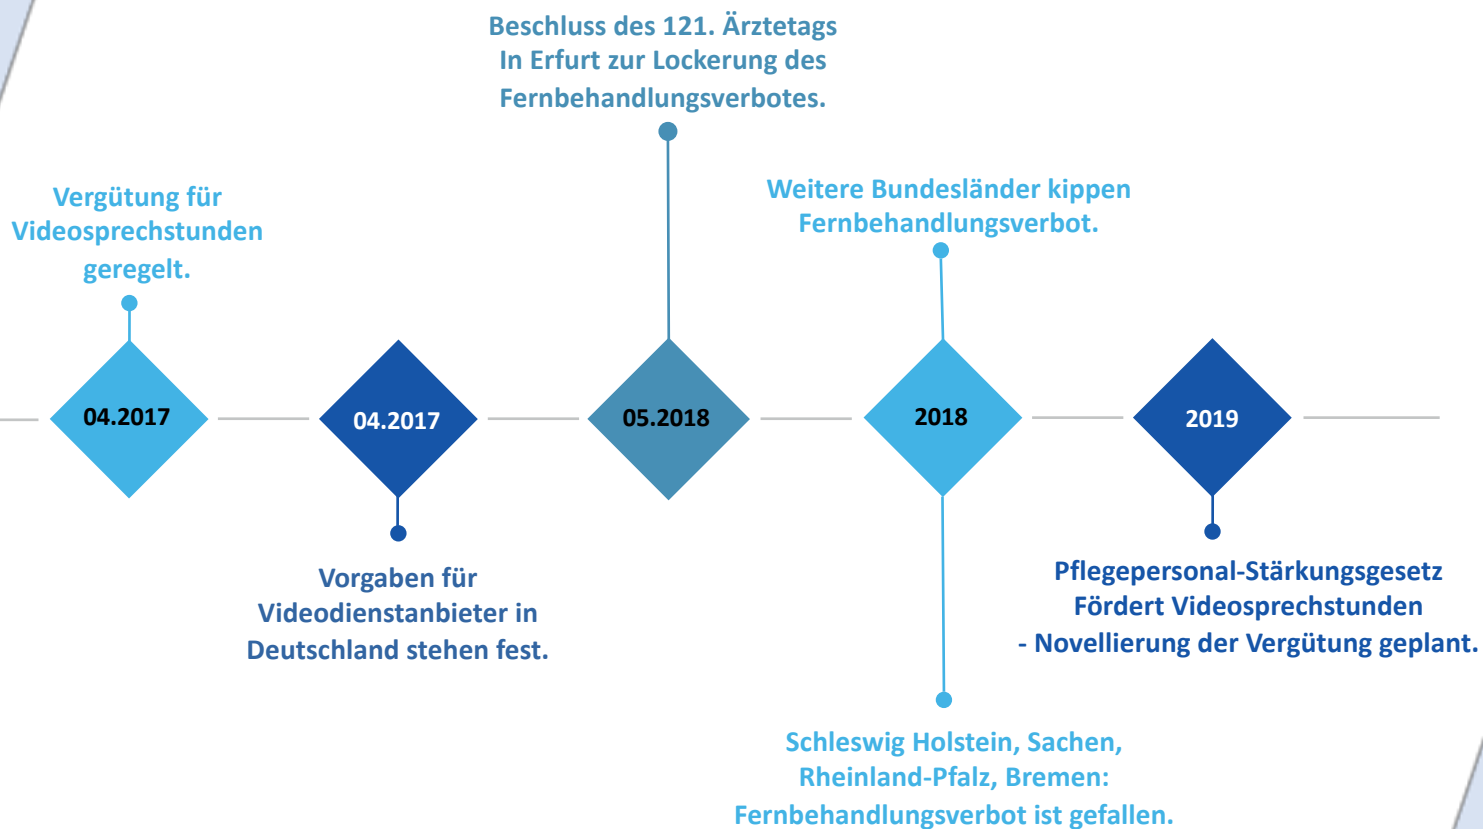 Beschluss des 121. Ärztetags
In Erfurt zur Lockerung des
Fernbehandlungsverbotes.
Vergütung für
Videosprechstunden
geregelt.
Weitere Bundesländer kippen
Fernbehandlungsverbot.
04.2017
04.2017
05.2018
2018
2019
Vorgaben für
Videodienstanbieter in
Deutschland stehen fest.
Pflegepersonal-Stärkungsgesetz
Fördert Videosprechstunden
- Novellierung der Vergütung geplant.
Schleswig Holstein, Sachen,
Rheinland-Pfalz, Bremen:
Fernbehandlungsverbot ist gefallen.